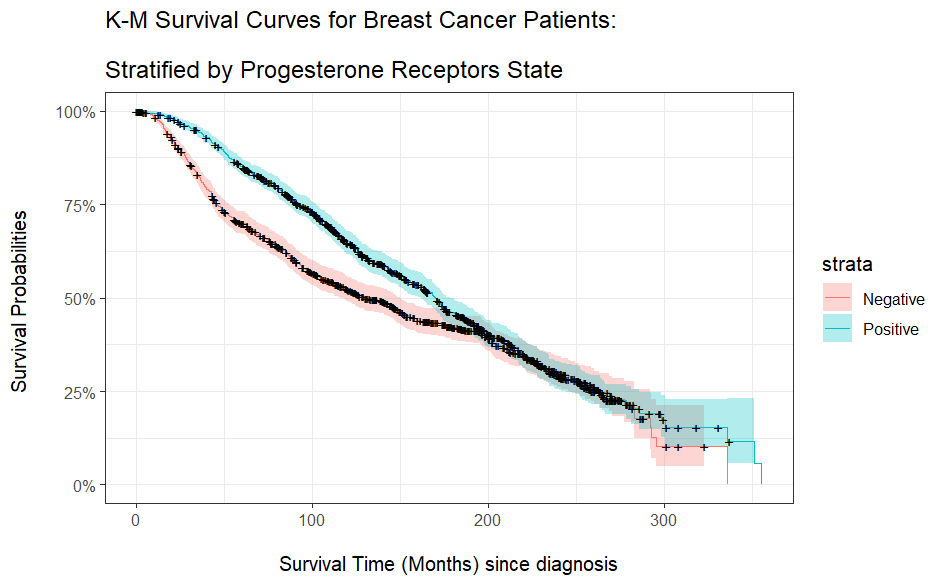 K-M Survival Curves for Breast Cancer Patients:
Stratified by Progesterone Receptors State
100%
75%
50%
25%
0%
Survival Probabilities
0 100 200 300
Survival Time (Months) since diagnosis
strata
Negative
Positive